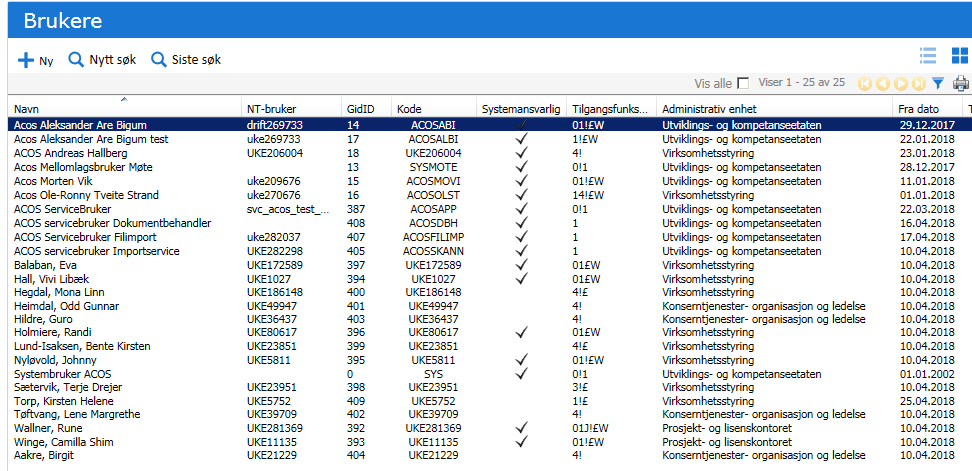 Brukere
Ny Nytt søk Siste søk
Vis alle Viser 1 - 25 av 25
Navn NT-bruker GidID Kode Systemansvarlig Tilgangsfunks... Administrativ enhet Fra dato T
Acos Aleksander Are Bigum drift269733 14 ACOSABI 01!£W Utviklings- og kompetanseetaten 29.12.2017
Acos Aleksander Are Bigum test uke269733 17 ACOSALBI 1!£W Utviklings- og kompetanseetaten 22.01.2018
ACOS Andreas Hallberg UKE206004 18 UKE206004 4! Virksomhetsstyring 23.01.2018
Acos Mellomlagsbruker Møte 13 SYSMOTE 0!1 Utviklings- og kompetanseetaten 28.12.2017
Acos Morten Vik uke209676 15 ACOSMOVI 01!£W Utviklings- og kompetanseetaten 11.01.2018
Acos Ole-Ronny Tveite Strand uke270676 16 ACOSOLST 14!£W Utviklings- og kompetanseetaten 01.01.2018
ACOS ServiceBruker svc_acos_test_... 387 ACOSAPP 0!1 Utviklings- og kompetanseetaten 22.03.2018
ACOS servicebruker Dokumentbehandler 408 ACOSDBH 1 Utviklings- og kompetanseetaten 16.04.2018
ACOS Servicebruker Filimport uke282037 407 ACOSFILIMP 1 Utviklings- og kompetanseetaten 17.04.2018
ACOS servicebruker Importservice UKE282298 405 ACOSSKANN 1 Utviklings- og kompetanseetaten 10.04.2018
Balaban, Eva UKE172589 397 UKE172589 01£W Virksomhetsstyring 10.04.2018
Hall, Vivi Libæk UKE1027 394 UKE1027 01£W Virksomhetsstyring 10.04.2018
Hegdal, Mona Linn UKE186148 400 UKE186148 4!£ Virksomhetsstyring 10.04.2018
Heimdal, Odd Gunnar UKE49947 401 UKE49947 4! Konserntjenester- organisasjon og ledelse 10.04.2018
Hildre, Guro UKE36437 403 UKE36437 4! Konserntjenester- organisasjon og ledelse 10.04.2018
Holmiere, Randi UKE80617 396 UKE80617 01£W Virksomhetsstyring 10.04.2018
Lund-Isaksen, Bente Kirsten UKE23851 399 UKE23851 4!£ Virksomhetsstyring 10.04.2018
Nyløvold, Johnny UKE5811 395 UKE5811 01!£W Virksomhetsstyring 10.04.2018
Systembruker ACOS 0 SYS 0!1 Utviklings- og kompetanseetaten 01.01.2002
Sætervik, Terje Drejer UKE23951 398 UKE23951 3!£ Virksomhetsstyring 10.04.2018
Torp, Kirsten Helene UKE5752 409 UKE5752 1!£ Virksomhetsstyring 25.04.2018
Tøftvang, Lene Margrethe UKE39709 402 UKE39709 4! Konserntjenester- organisasjon og ledelse 10.04.2018
Wallner, Rune UKE281369 392 UKE281369 01J!£W Prosjekt- og lisenskontoret 10.04.2018
Winge, Camilla Shim UKE11135 393 UKE11135 01!£W Prosjekt- og lisenskontoret 10.04.2018
Aakre, Birgit UKE21229 404 UKE21229 4! Konserntjenester- organisasjon og ledelse 10.04.2018